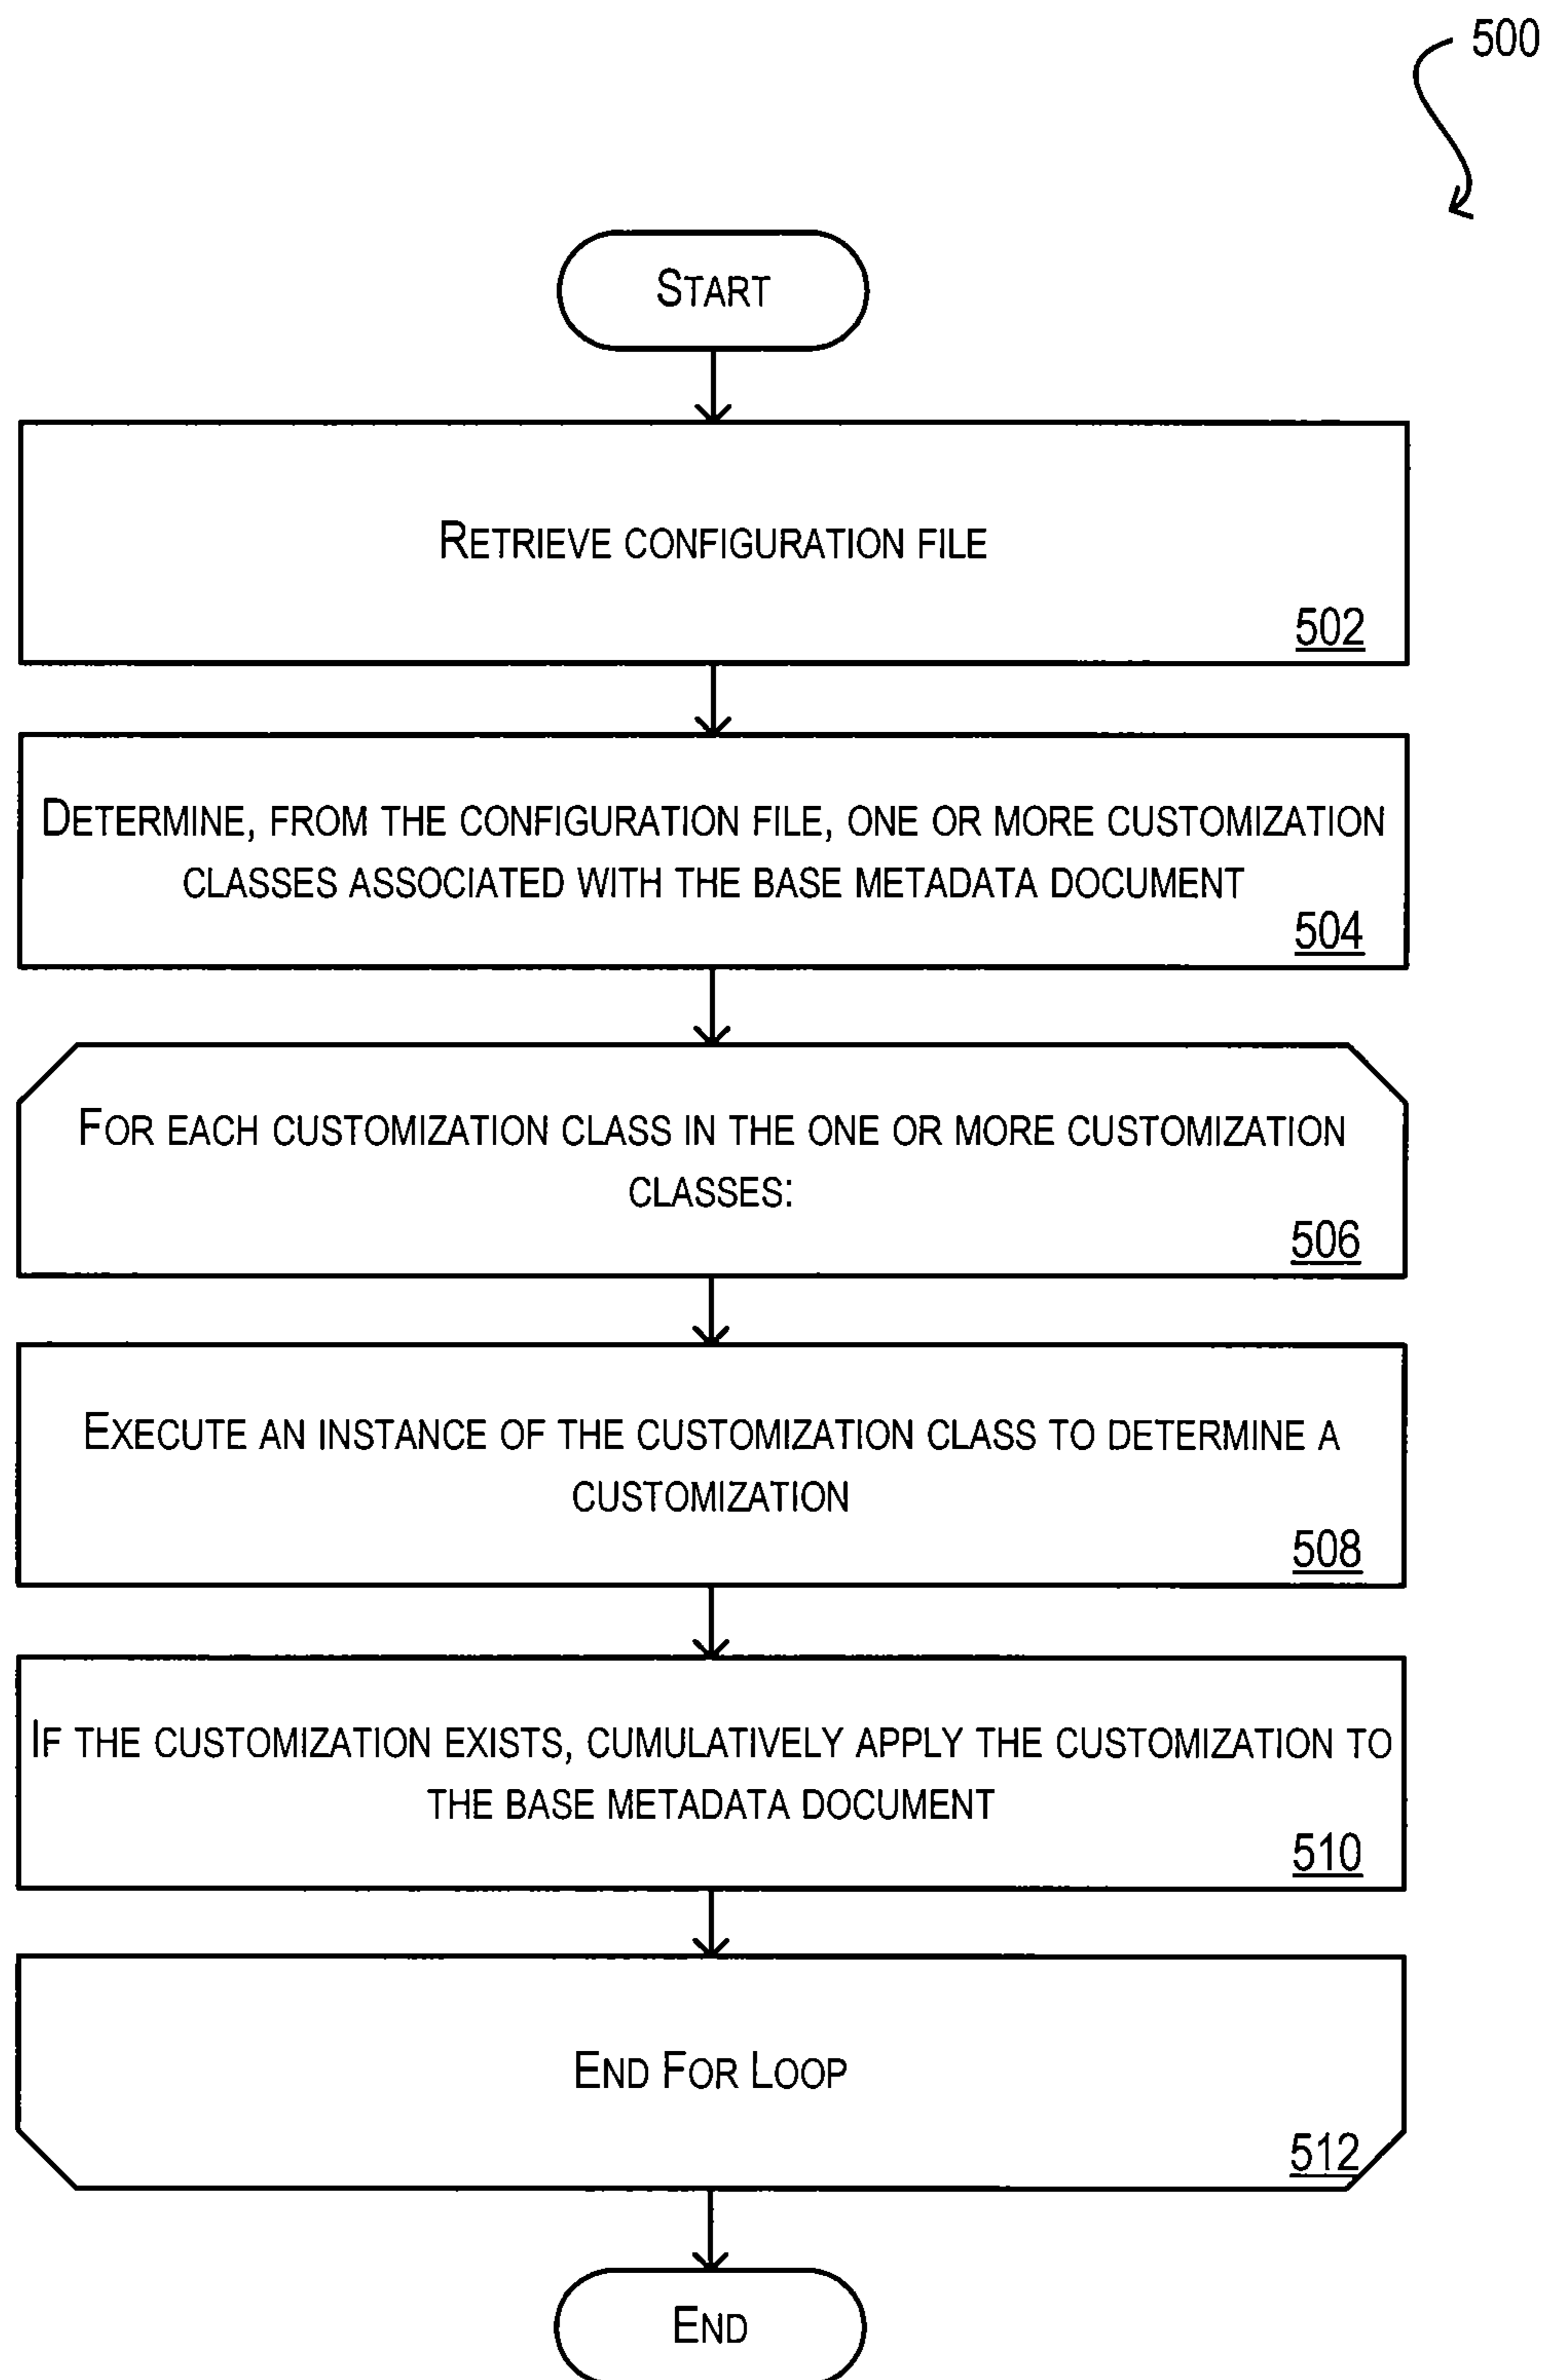 500
START
RETRIEVE CONFIGURATION FILE
502
DETERMINE, FROM THE CONFIGURATION FILE, ONE OR MORE CUSTOMIZATION
CLASSES ASSOCIATED WITH THE BASE METADATA DOCUMENT
504
FOR EACH CUSTOMIZATION CLASS IN THE ONE OR MORE CUSTOMIZATION
CLASSES:
506
EXECUTE AN INSTANCE OF THE CUSTOMIZATION CLASS TO DETERMINE A
CUSTOMIZATION
508
IF THE CUSTOMIZATION EXISTS, CUMULATIVELY APPLY THE CUSTOMIZATION TO
THE BASE METADATA DOCUMENT
510
END FOR LOOP
512
END